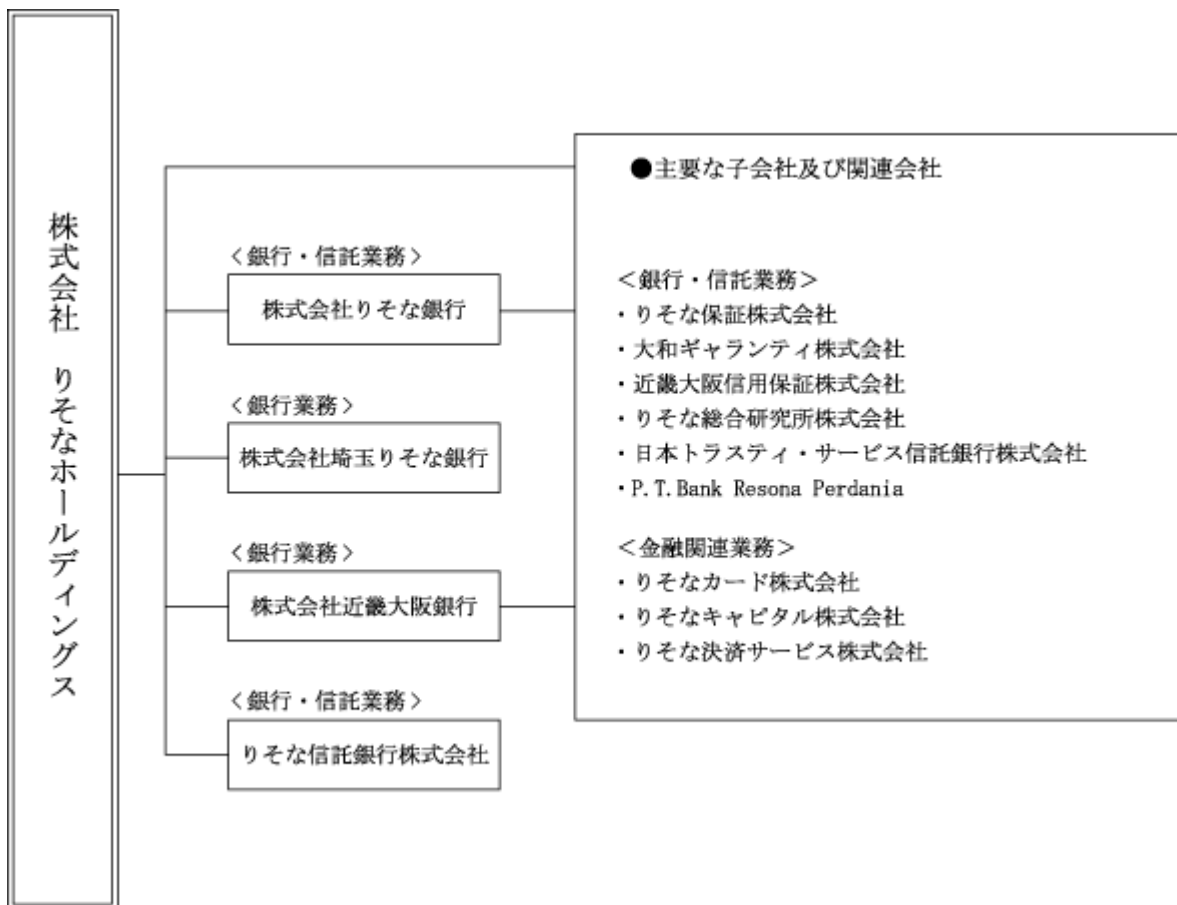 株式会社 りそなホールディングス
＜銀行・信託業務＞
株式会社りそな銀行
＜銀行業務＞
株式会社埼玉りそな銀行
＜銀行業務＞
株式会社近畿大阪銀行
＜銀行・信託業務＞
りそな信託銀行株式会社
●主要な子会社及び関連会社
＜銀行・信託業務＞
・りそな保証株式会社
・大和ギャランティ株式会社
・近畿大阪信用保証株式会社
・りそな総合研究所株式会社
・日本トラスティ・サービス信託銀行株式会社
・P.T.Bank Resona Perdania
＜金融関連業務＞
・りそなカード株式会社
・りそなキャピタル株式会社
・りそな決済サービス株式会社